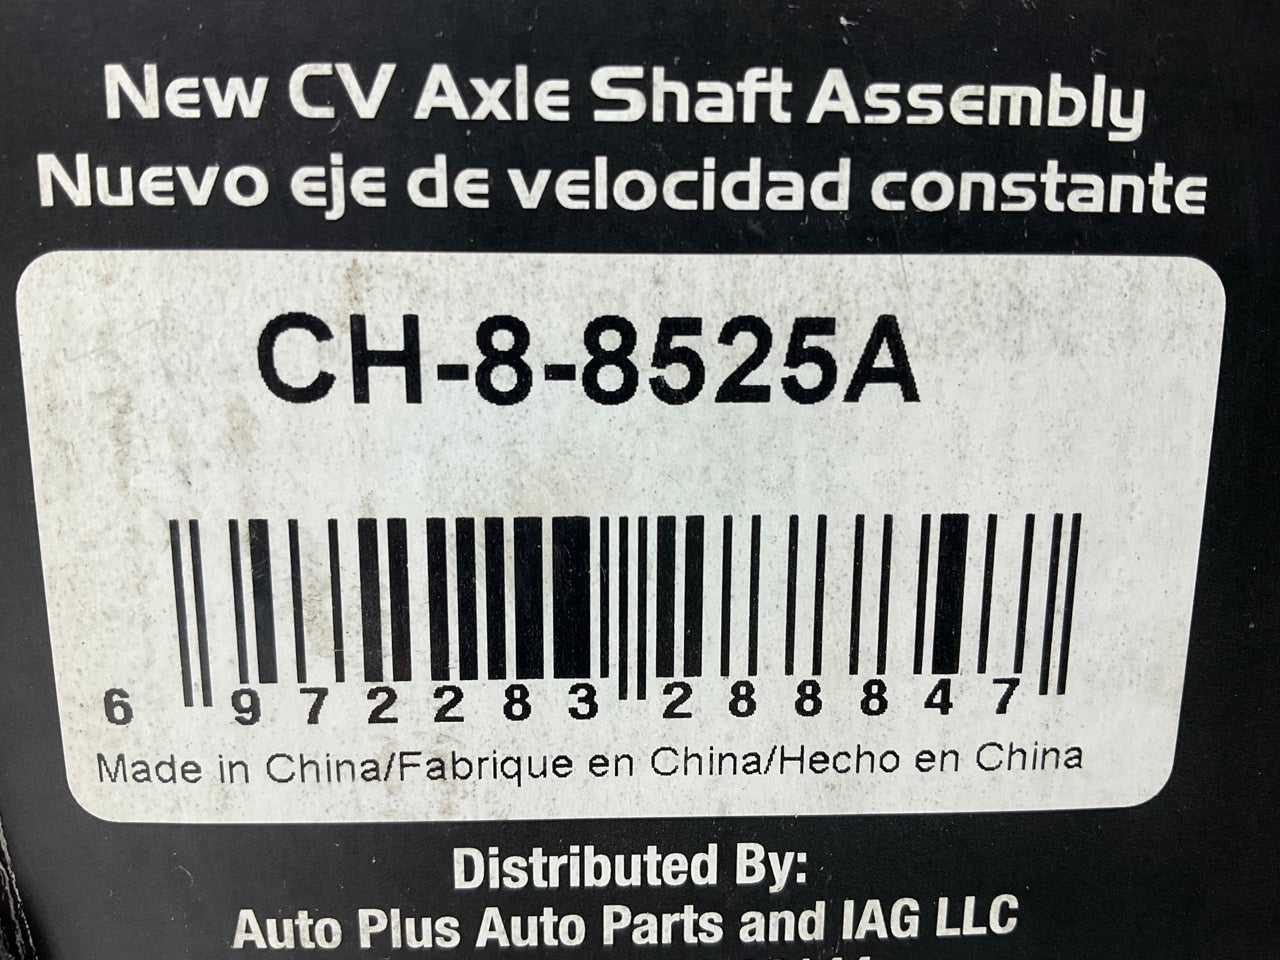 New CV Axle Shaft Assembly
Nuevo eje de velocidad constante
CH-8-8525A
6 972283 288847
Made in China/Fabrique en China/Hecho en China
Distributed By:
Auto Plus Auto Parts and IAG LLC